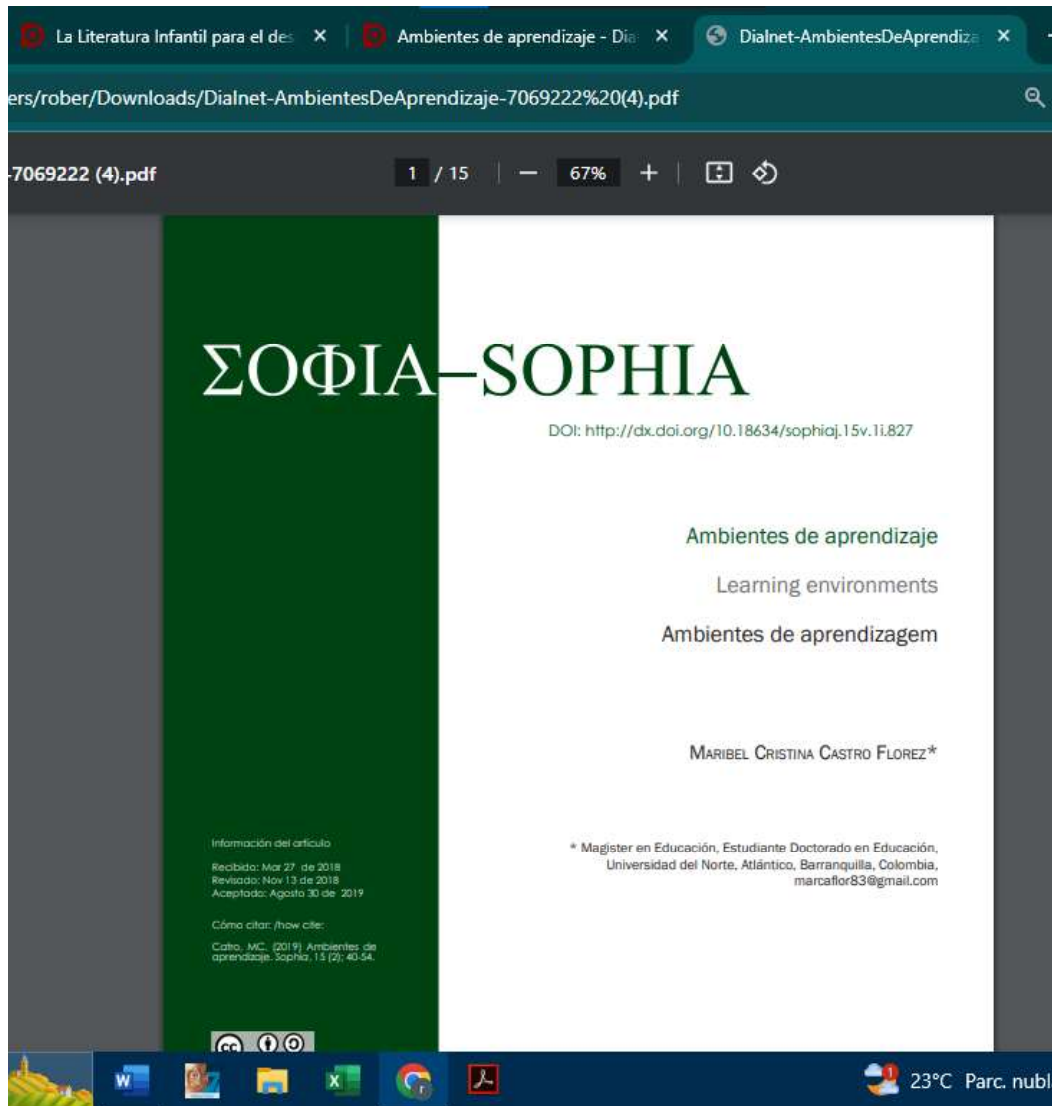 La Literatura Infantil para el des
Ambientes de aprendizaje - Dia
Dialnet-AmbientesDeAprendiza
ers/rober/Downloads/Dialnet-AmbientesDeAprendizaje-7069222%20(4).pdf
-7069222 (4).pdf
1 / 15
67%
ΣΟΦΙΑ–SOPHIA
DOI: http://dx.doi.org/10.18634/sophiaj.15v.1i.827
Ambientes de aprendizaje
Learning environments
Ambientes de aprendizagem
MARIBEL CRISTINA CASTRO FLOREZ*
Información del artículo
Recibido: Mar 27 de 2018
Revisado: Nov 13 de 2018
Aceptado: Agosto 30 de 2019
Cómo citar: /how cite:
Catro, MC. (2019) Ambientes de
aprendizaje. Sophia, 15 (2); 40-54.
* Magister en Educación, Estudiante Doctorado en Educación,
Universidad del Norte, Atlántico, Barranquilla, Colombia,
marcaflor83@gmail.com
cc
W
X
r
1
23°C Parc. nubl